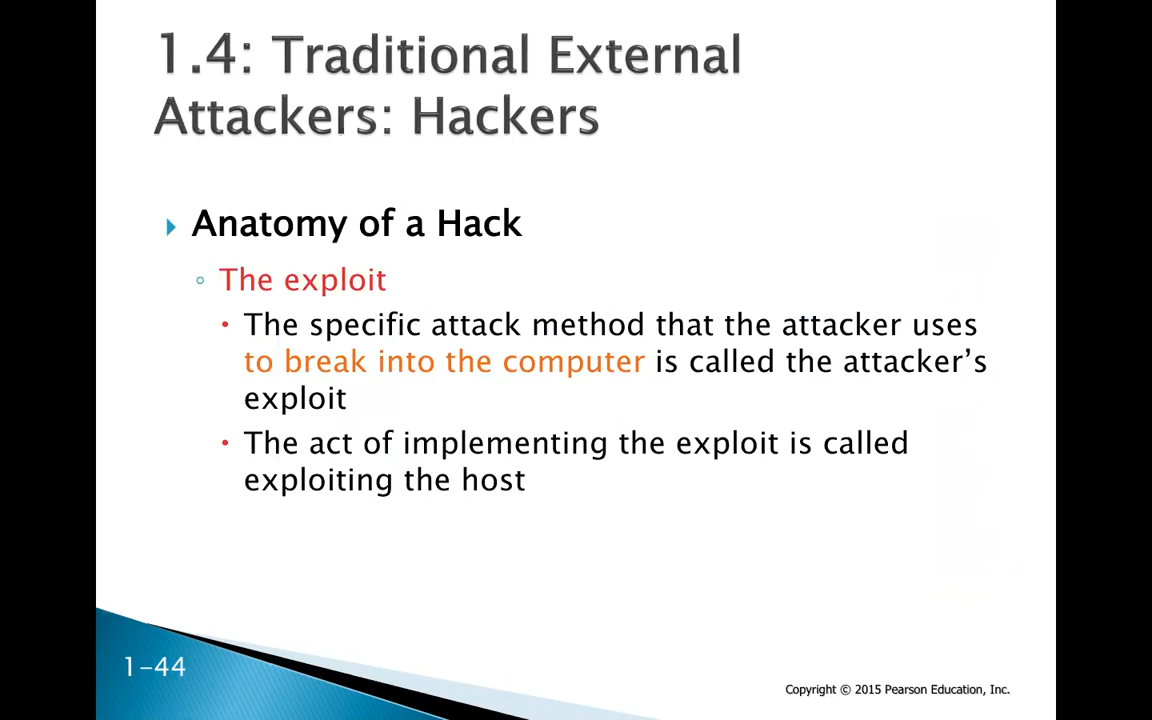 1.4: Traditional External
Attackers: Hackers
Anatomy of a Hack
The exploit
The specific attack method that the attacker uses
to break into the computer is called the attacker’s
exploit
The act of implementing the exploit is called
exploiting the host
1-44
Copyright © 2015 Pearson Education, Inc.